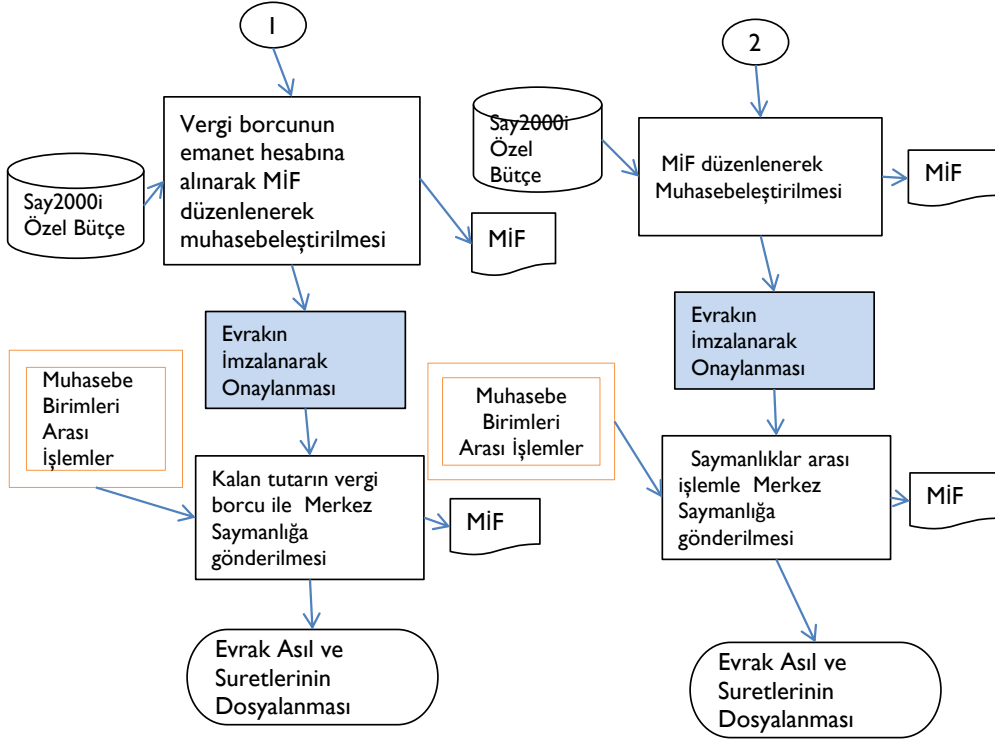 1
Vergi borcunun
emanet hesabına
alınarak MİF
düzenlenerek
muhasebeleştirilmesi
Say2000i
Özel Bütçe
MİF
Evrakın
İmzalanarak
Onaylanması
Muhasebe
Birimleri
Arası
İşlemler
Kalan tutarın vergi
borcu ile Merkez
Saymanlığa
gönderilmesi
MİF
Evrak Asıl ve
Suretlerinin
Dosyalanması
2
Say2000i
Özel
Bütçe
MİF düzenlenerek
Muhasebeleştirilmesi
MİF
Evrakın
İmzalanarak
Onaylanması
Muhasebe
Birimleri
Arası İşlemler
Saymanlıklar arası
işlemle Merkez
Saymanlığa
gönderilmesi
MİF
Evrak Asıl ve
Suretlerinin
Dosyalanması